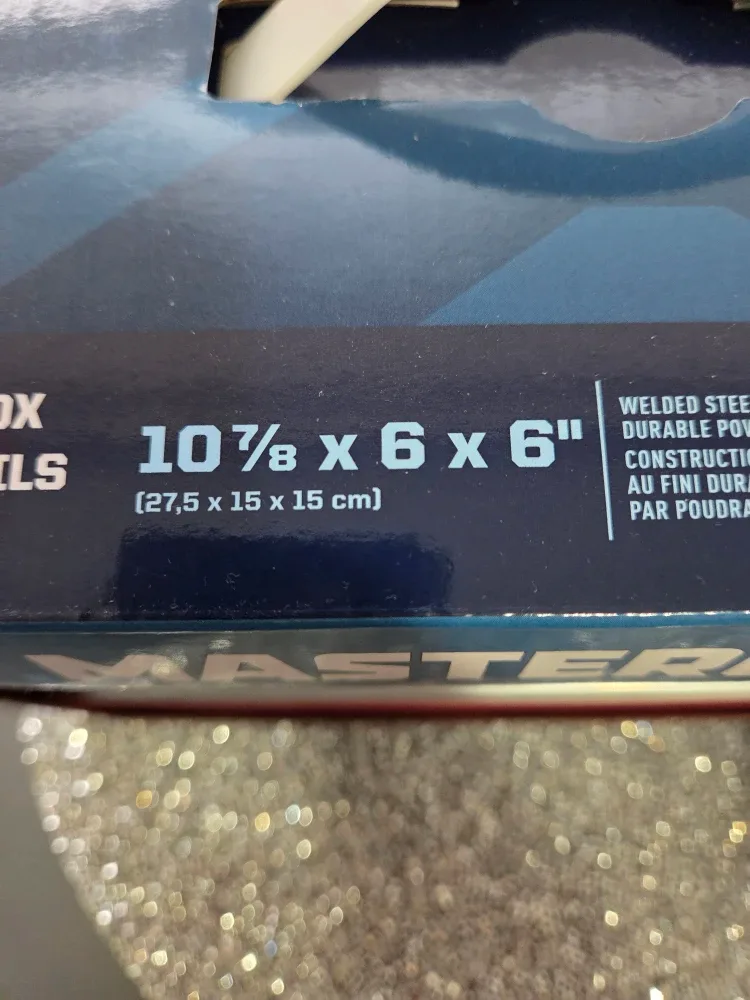 OX
ILS
10 ⅞ x 6 x 6"
(27,5 x 15 x 15 cm)
WELDED STEE
DURABLE POW
CONSTRUCTIO
AU FINI DURA
PAR POUDRA
MASTERC